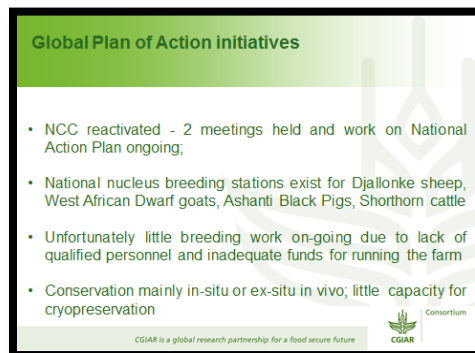 Global Plan of Action initiatives
• NCC reactivated - 2 meetings held and work on National
Action Plan ongoing;
• National nucleus breeding stations exist for Djallonke sheep,
West African Dwarf goats, Ashanti Black Pigs, Shorthorn cattle
• Unfortunately little breeding work on-going due to lack of
qualified personnel and inadequate funds for running the farm
• Conservation mainly in-situ or ex-situ in vivo; little capacity for
cryopreservation
CGIAR is a global research partnership for a food secure future
CGIAR
Consortium